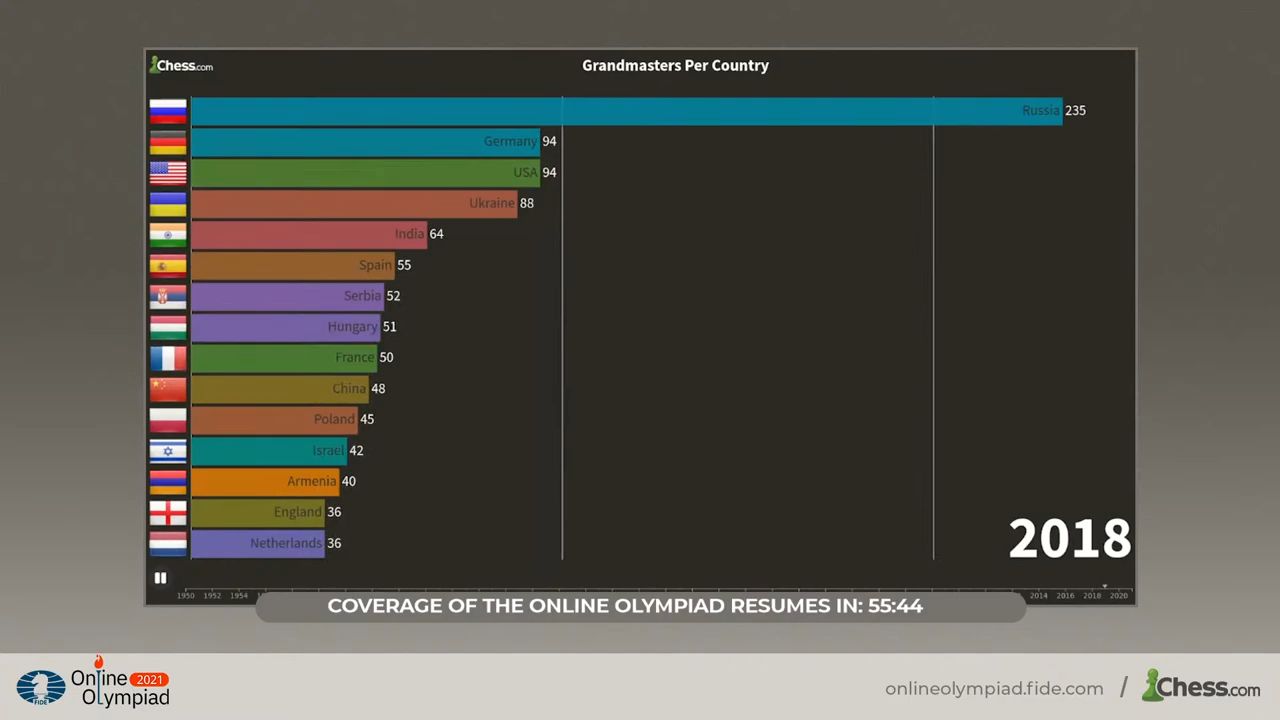 Chess.com
Grandmasters Per Country
Russia 235
Germany 94
USA 94
Ukraine 88
India 64
Spain 55
Serbia 52
Hungary 51
France 50
China 48
Poland 45
Israel 42
Armenia 40
England 36
Netherlands 36
2018
1950 1952 1954 2014 2016 2018 2020
COVERAGE OF THE ONLINE OLYMPIAD RESUMES IN: 55:44
FIDE
Online 2021
Olympiad
onlineolympiad.fide.com / Chess.com